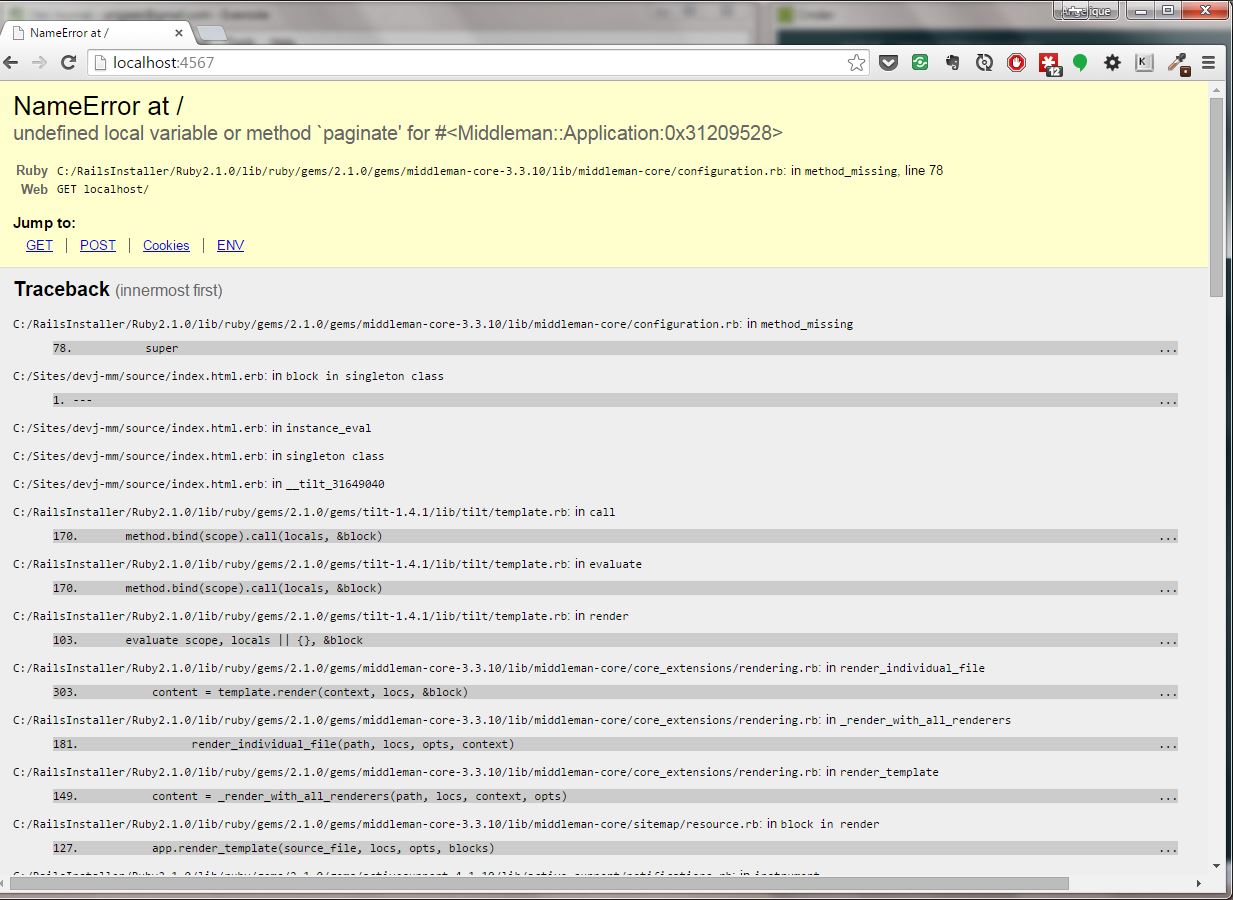 NameError at /
localhost:4567
12
K
NameError at /
undefined local variable or method `paginate' for #<Middleman::Application:0x31209528>
Ruby C:/RailsInstaller/Ruby2.1.0/lib/ruby/gems/2.1.0/gems/middleman-core-3.3.10/lib/middleman-core/configuration.rb: in method_missing, line 78
Web GET localhost/
Jump to:
GET | POST | Cookies | ENV
Traceback (innermost first)
C:/RailsInstaller/Ruby2.1.0/lib/ruby/gems/2.1.0/gems/middleman-core-3.3.10/lib/middleman-core/configuration.rb: in method_missing
78. super ...
C:/Sites/devj-mm/source/index.html.erb: in block in singleton class
1. --- ...
C:/Sites/devj-mm/source/index.html.erb: in instance_eval
C:/Sites/devj-mm/source/index.html.erb: in singleton class
C:/Sites/devj-mm/source/index.html.erb: in __tilt_31649040
C:/RailsInstaller/Ruby2.1.0/lib/ruby/gems/2.1.0/gems/tilt-1.4.1/lib/tilt/template.rb: in call
170. method.bind(scope).call(locals, &block) ...
C:/RailsInstaller/Ruby2.1.0/lib/ruby/gems/2.1.0/gems/tilt-1.4.1/lib/tilt/template.rb: in evaluate
170. method.bind(scope).call(locals, &block) ...
C:/RailsInstaller/Ruby2.1.0/lib/ruby/gems/2.1.0/gems/tilt-1.4.1/lib/tilt/template.rb: in render
103. evaluate scope, locals || {}, &block ...
C:/RailsInstaller/Ruby2.1.0/lib/ruby/gems/2.1.0/gems/middleman-core-3.3.10/lib/middleman-core/core_extensions/rendering.rb: in render_individual_file
303. content = template.render(context, locs, &block) ...
C:/RailsInstaller/Ruby2.1.0/lib/ruby/gems/2.1.0/gems/middleman-core-3.3.10/lib/middleman-core/core_extensions/rendering.rb: in _render_with_all_renderers
181. render_individual_file(path, locs, opts, context) ...
C:/RailsInstaller/Ruby2.1.0/lib/ruby/gems/2.1.0/gems/middleman-core-3.3.10/lib/middleman-core/core_extensions/rendering.rb: in render_template
149. content = _render_with_all_renderers(path, locs, context, opts) ...
C:/RailsInstaller/Ruby2.1.0/lib/ruby/gems/2.1.0/gems/middleman-core-3.3.10/lib/middleman-core/sitemap/resource.rb: in block in render
127. app.render_template(source_file, locs, opts, blocks) ...